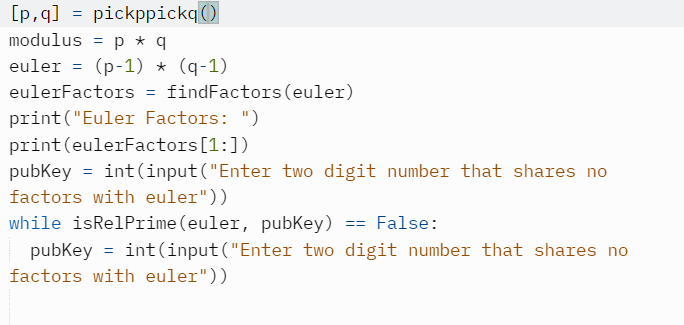 [p,q] = pickppickq()
modulus = p * q
euler = (p-1) * (q-1)
eulerFactors = findFactors(euler)
print("Euler Factors: ")
print(eulerFactors[1:])
pubKey = int(input("Enter two digit number that shares no
factors with euler"))
while isRelPrime(euler, pubKey) == False:
  pubKey = int(input("Enter two digit number that shares no
factors with euler"))